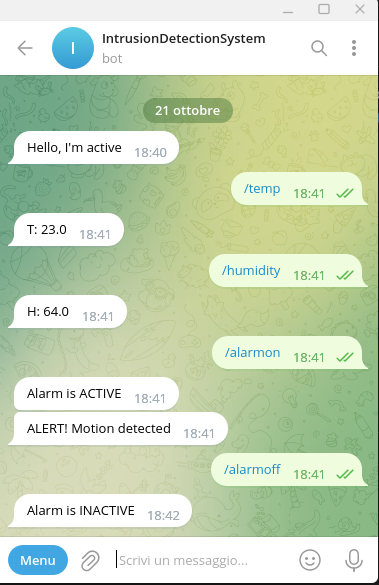 I
IntrusionDetectionSystem
bot
21 ottobre
Hello, I'm active 18:40
/temp 18:41
T: 23.0 18:41
/humidity 18:41
H: 64.0 18:41
/alarmon 18:41
Alarm is ACTIVE 18:41
ALERT! Motion detected 18:41
/alarmoff 18:41
Alarm is INACTIVE 18:42
Menu Scrivi un messaggio...